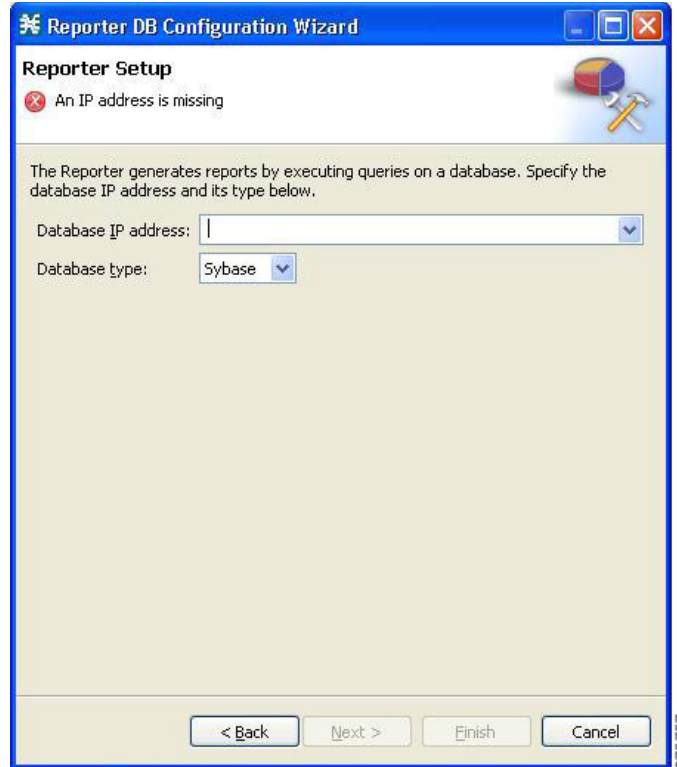 Reporter DB Configuration Wizard
Reporter Setup
An IP address is missing
The Reporter generates reports by executing queries on a database. Specify the
database IP address and its type below.
Database IP address:
Database type: Sybase
< Back Next > Finish Cancel